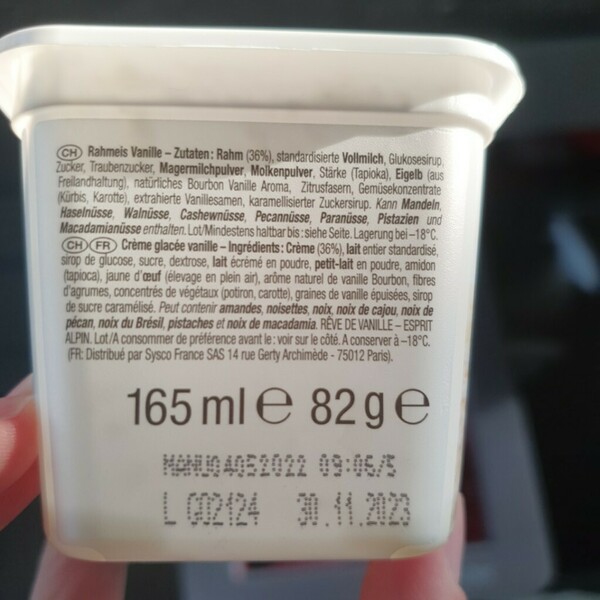 CH Rahmeis Vanille – Zutaten: Rahm (36%), standardisierte Vollmilch, Glukosesirup,
Zucker, Traubenzucker, Magermilchpulver, Molkenpulver, Stärke (Tapioka), Eigelb (aus
Freilandhaltung), natürliches Bourbon Vanille Aroma, Zitrusfasern, Gemüsekonzentrate
(Kürbis, Karotte), extrahierte Vanillesamen, karamellisierter Zuckersirup. Kann Mandeln,
Haselnüsse, Walnüsse, Cashewnüsse, Pecannüsse, Paranüsse, Pistazien und
Macadamianüsse enthalten. Lot/Mindestens haltbar bis: siehe Seite. Lagerung bei –18°C.
CH FR Crème glacée vanille – Ingrédients: Crème (36%), lait entier standardisé,
sirop de glucose, sucre, dextrose, lait écrémé en poudre, petit-lait en poudre, amidon
(tapioca), jaune d'œuf (élevage en plein air), arôme naturel de vanille Bourbon, fibres
d'agrumes, concentrés de végétaux (potiron, carotte), graines de vanille épuisées, sirop
de sucre caramélisé. Peut contenir amandes, noisettes, noix, noix de cajou, noix de
pécan, noix du Brésil, pistaches et noix de macadamia. RÊVE DE VANILLE – ESPRIT
ALPIN. Lot/A consommer de préférence avant le: voir sur le côté. A conserver à –18°C.
(FR: Distribué par Sysco France SAS 14 rue Gerty Archimède - 75012 Paris).
165 ml e 82 g e
09:06/5
L G02124 30.11.2023